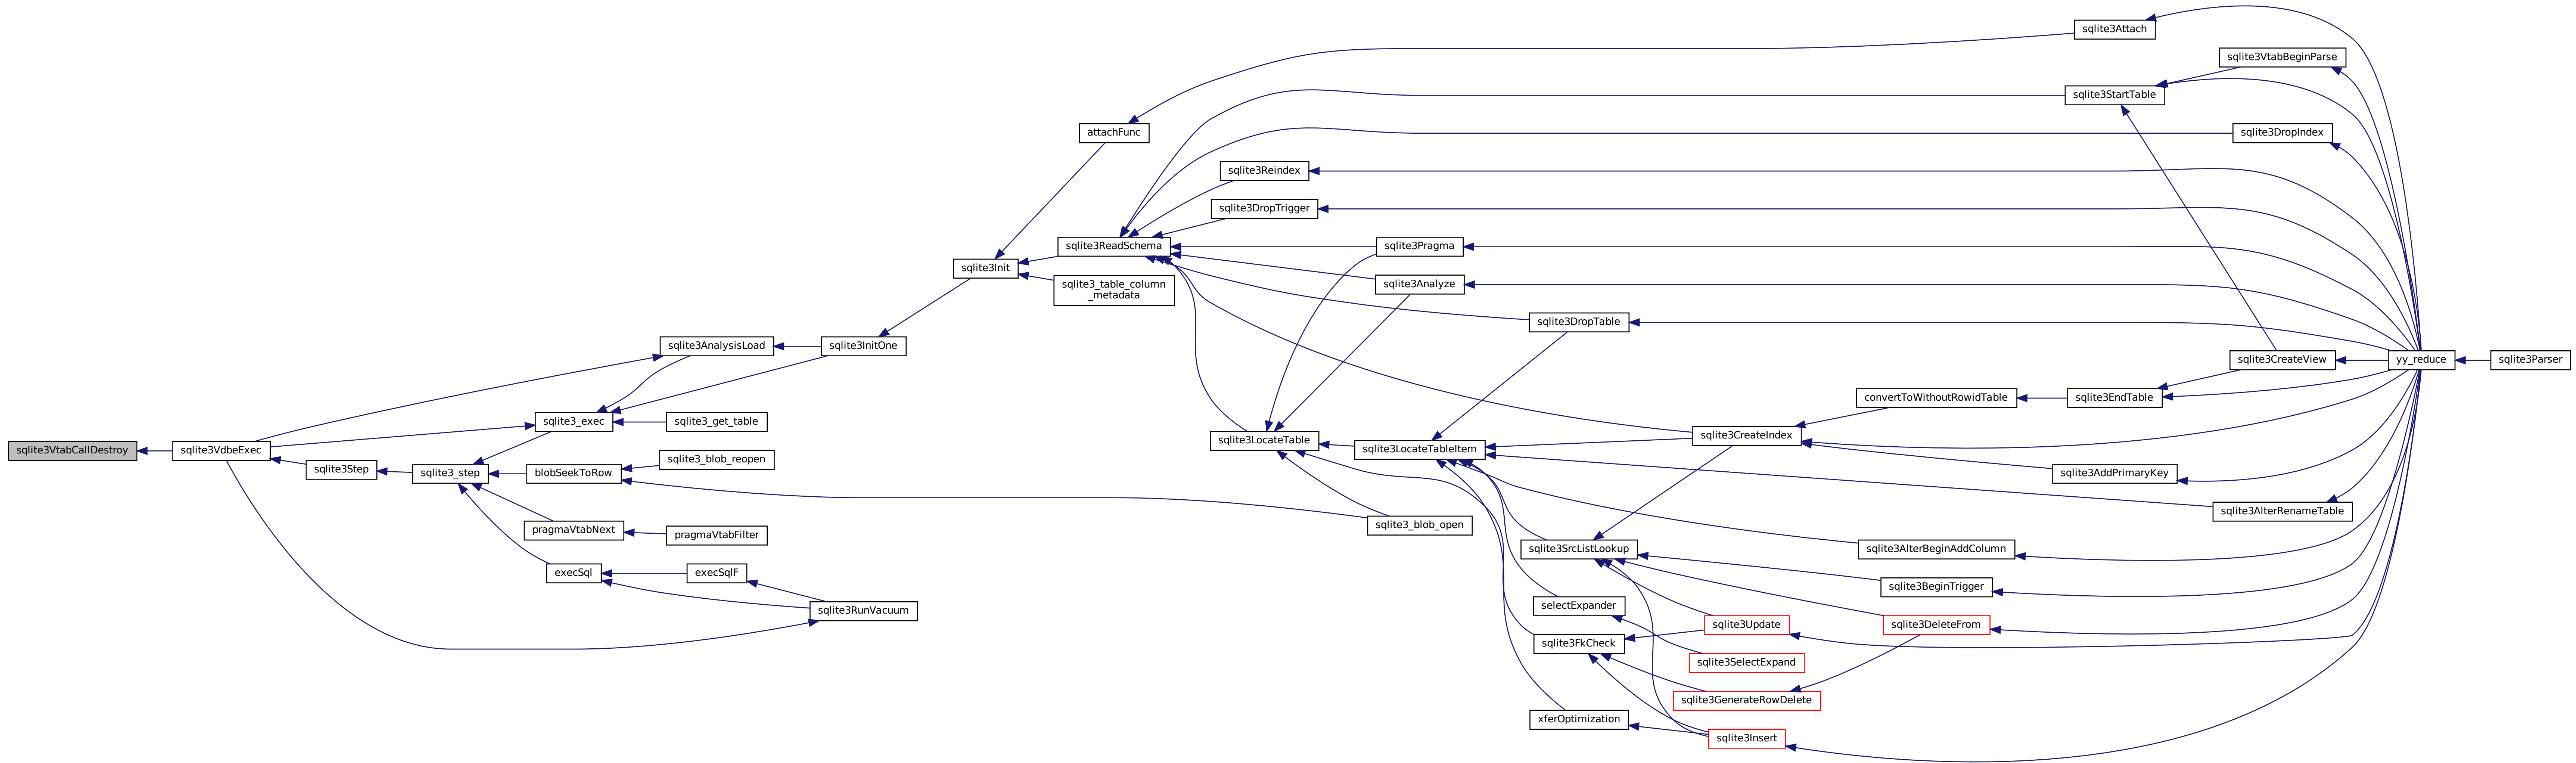 sqlite3VtabCallDestroy
sqlite3VdbeExec
sqlite3AnalysisLoad
sqlite3_exec
sqlite3Step
sqlite3_step
sqlite3RunVacuum
sqlite3InitOne
sqlite3Init
attachFunc
sqlite3ReadSchema
sqlite3_table_column
_metadata
sqlite3Attach
yy_reduce
sqlite3Parser
sqlite3StartTable
sqlite3VtabBeginParse
sqlite3DropIndex
sqlite3Reindex
sqlite3DropTrigger
sqlite3Pragma
sqlite3Analyze
sqlite3DropTable
sqlite3CreateView
sqlite3LocateTable
sqlite3LocateTableItem
sqlite3CreateIndex
convertToWithoutRowidTable
sqlite3EndTable
sqlite3AddPrimaryKey
sqlite3AlterRenameTable
sqlite3AlterBeginAddColumn
sqlite3SrcListLookup
sqlite3BeginTrigger
sqlite3DeleteFrom
sqlite3Update
selectExpander
sqlite3SelectExpand
sqlite3FkCheck
sqlite3GenerateRowDelete
sqlite3Insert
xferOptimization
sqlite3_blob_open
sqlite3_get_table
blobSeekToRow
sqlite3_blob_reopen
pragmaVtabNext
pragmaVtabFilter
execSql
execSqlF